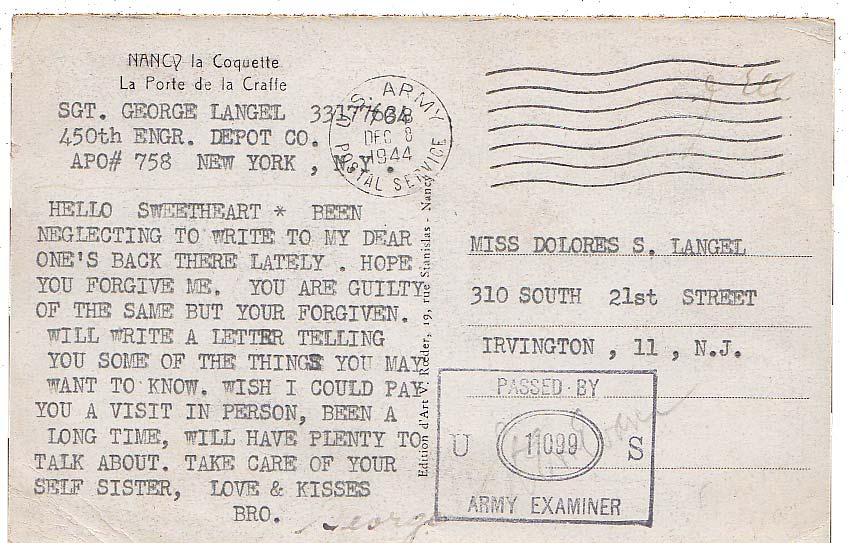 NANCY la Coquette
La Porte de la Craffe
SGT. GEORGE LANGEL
450th ENGR. DEPOT CO.
APO# 758 NEW YORK , N.Y.
U.S. ARMY
DEC 8
1944
POSTAL SERVICE
HELLO SWEETHEART * BEEN
NEGLECTING TO WRITE TO MY DEAR
ONE'S BACK THERE LATELY . HOPE
YOU FORGIVE ME. YOU ARE GUILTY
OF THE SAME BUT YOUR FORGIVEN.
WILL WRITE A LETTER TELLING
YOU SOME OF THE THINGS YOU MAY
WANT TO KNOW. WISH I COULD PAY
YOU A VISIT IN PERSON, BEEN A
LONG TIME, WILL HAVE PLENTY TO
TALK ABOUT. TAKE CARE OF YOUR
SELF SISTER, LOVE & KISSES
BRO. George
Edition d'Art V. Rœder, 19, rue Stanislas - Nancy
MISS DOLORES S. LANGEL
310 SOUTH 21st STREET
IRVINGTON , 11 , N.J.
PASSED BY
U 11099 S
ARMY EXAMINER